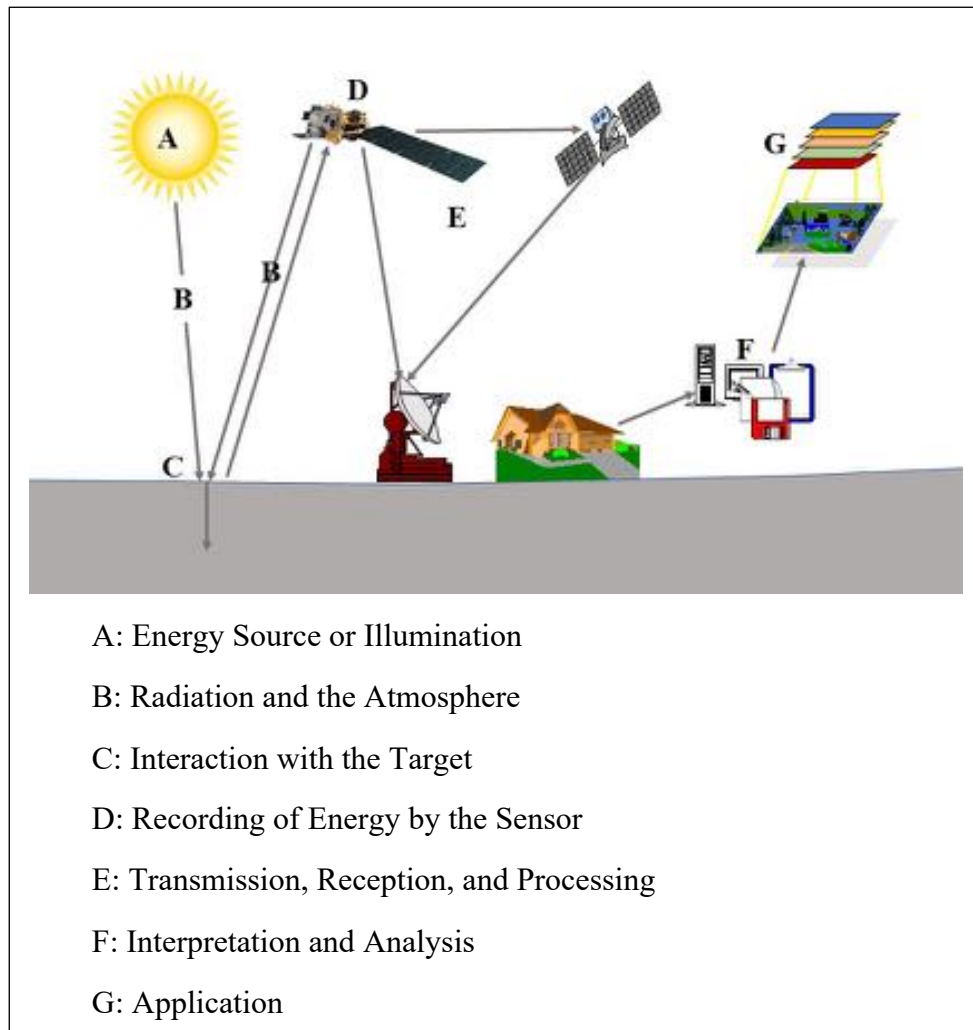 D
A
G
E
B
B
F
C
A: Energy Source or Illumination
B: Radiation and the Atmosphere
C: Interaction with the Target
D: Recording of Energy by the Sensor
E: Transmission, Reception, and Processing
F: Interpretation and Analysis
G: Application